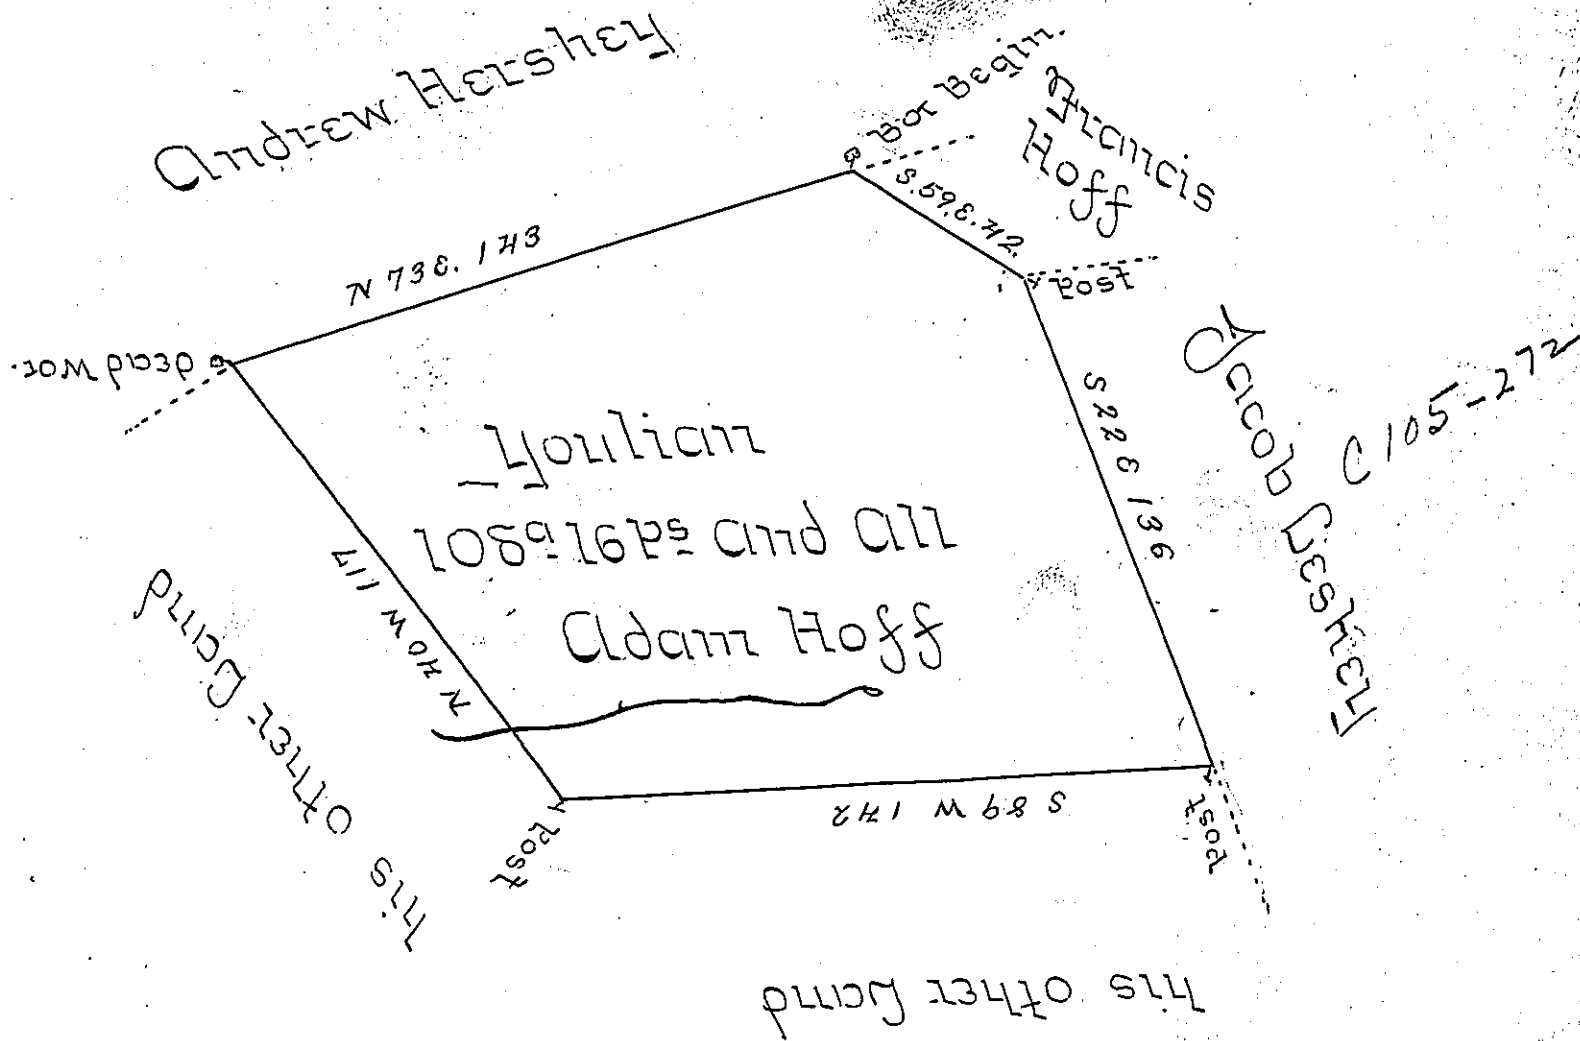 Andrew Hershey
BO Begin.
Francis
Hoff
S.59.E.42.
N 73 E. 143
post
dead wor.
Jacob Leshey
C 105-272
S 22 E 136
Youlian
108a 16ps and All
Adam Hoff
N 40 W 117
his other Land
S 89 W 142
post
post
his other Land